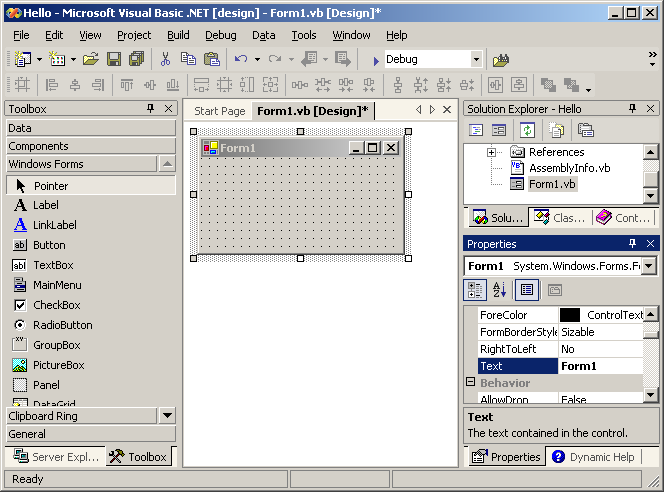 Hello - Microsoft Visual Basic .NET [design] - Form1.vb [Design]*
File Edit View Project Build Debug Data Tools Window Help
Debug
Toolbox
Data
Components
Windows Forms
Pointer
Label
LinkLabel
Button
TextBox
MainMenu
CheckBox
RadioButton
GroupBox
PictureBox
Panel
DataGrid
Clipboard Ring
General
Server Expl... Toolbox
Start Page Form1.vb [Design]*
Form1
Solution Explorer - Hello
References
AssemblyInfo.vb
Form1.vb
Solu... Clas... Cont...
Properties
Form1 System.Windows.Forms.Fo
ForeColor ControlText
FormBorderStyle Sizable
RightToLeft No
Text Form1
Behavior
AllowDrop False
Text
The text contained in the control.
Properties Dynamic Help
Ready